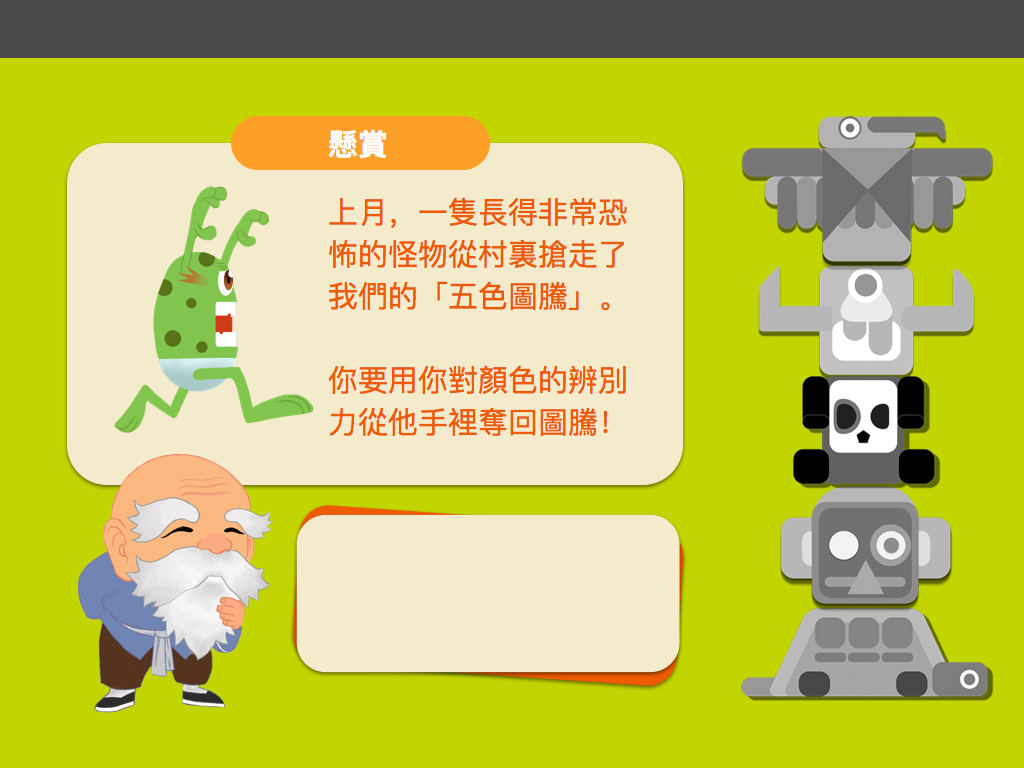 懸賞
上月，一隻長得非常恐
怖的怪物從村裏搶走了
我們的「五色圖騰」。
你要用你對顏色的辨別
力從他手裡奪回圖騰！